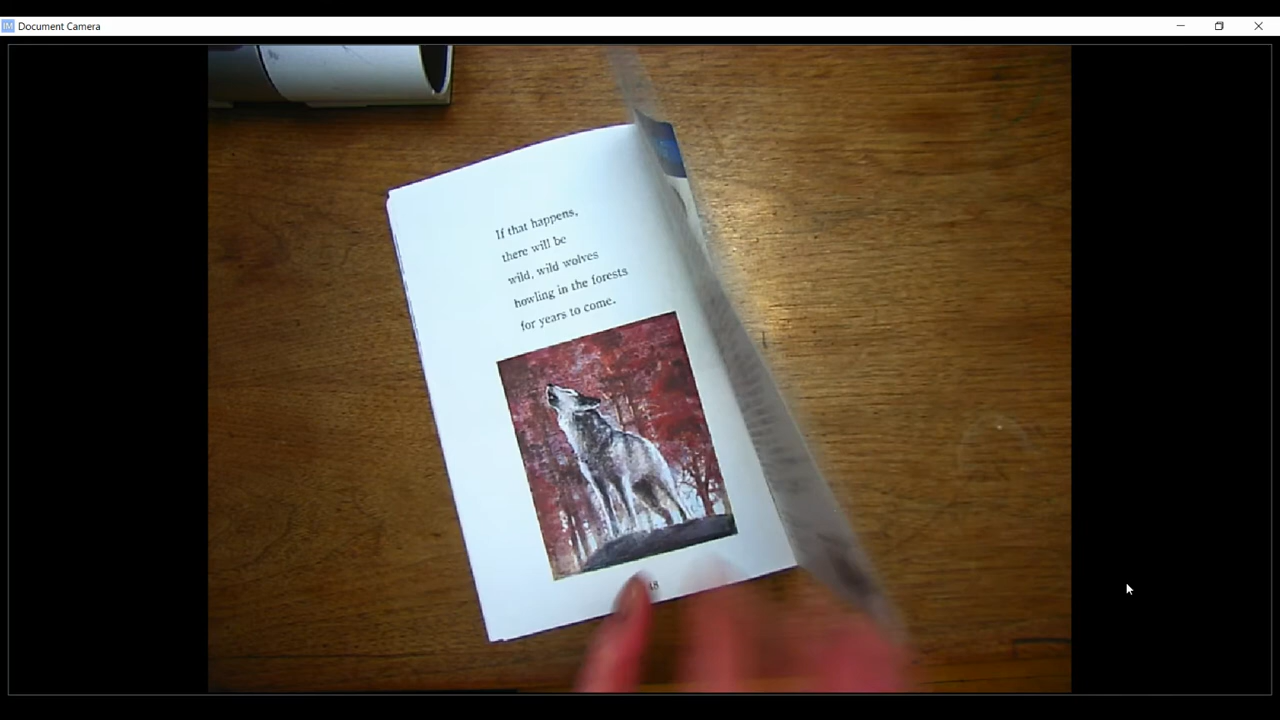 Document Camera
If that happens,
there will be
wild, wild wolves
howling in the forests
for years to come.